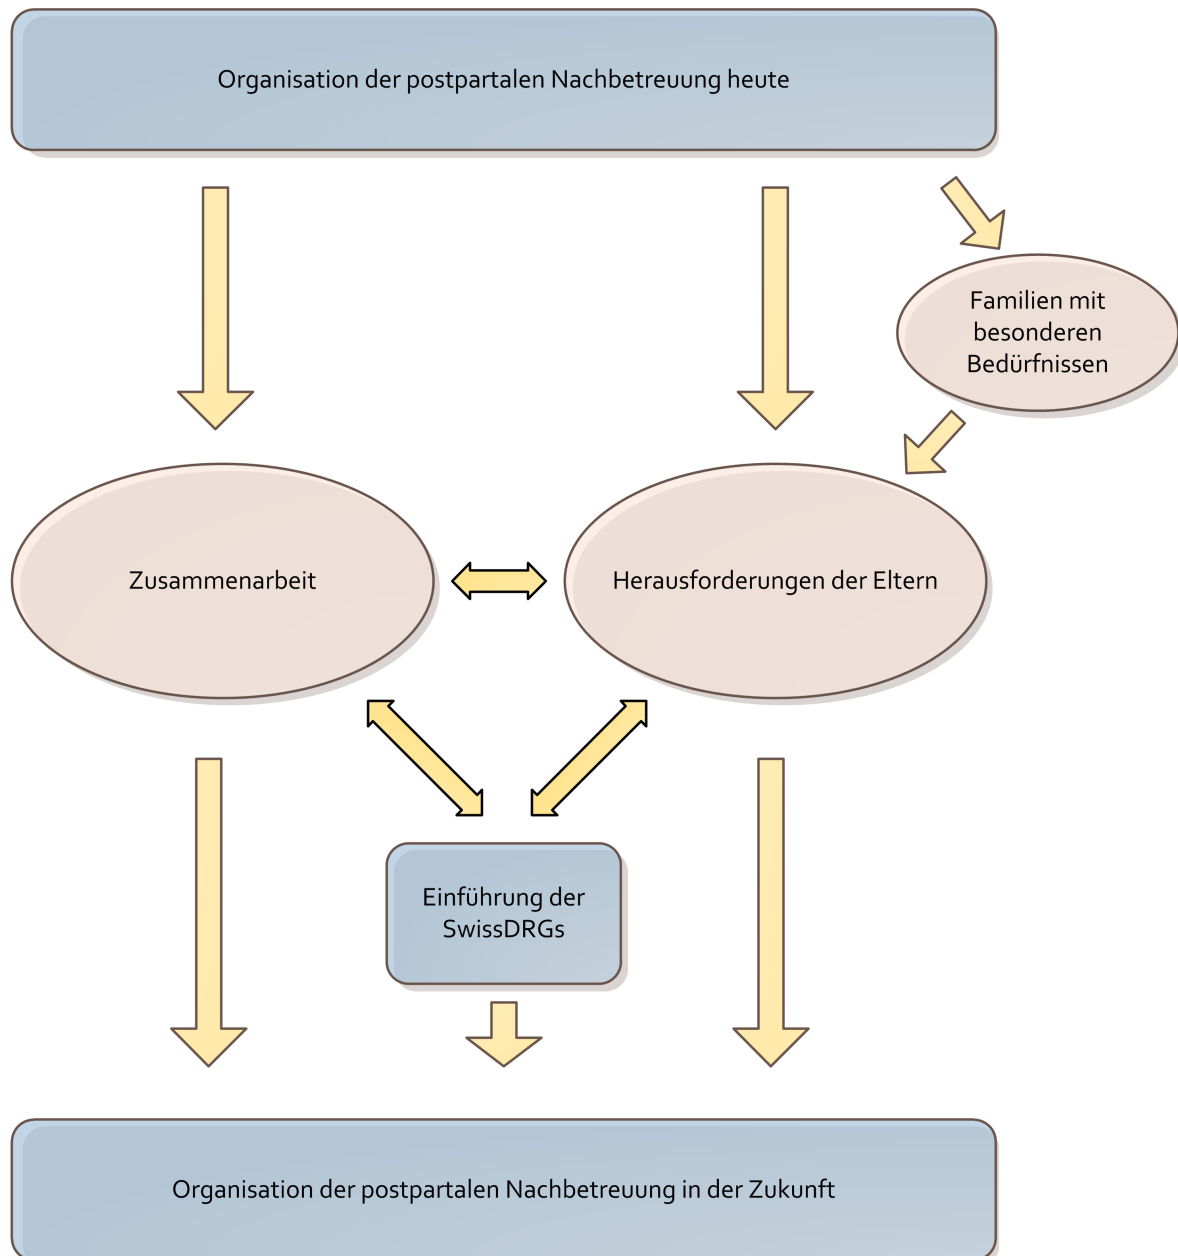 Organisation der postpartalen Nachbetreuung heute
Familien mit
besonderen
Bedürfnissen
Zusammenarbeit
Herausforderungen der Eltern
Einführung der
SwissDRGs
Organisation der postpartalen Nachbetreuung in der Zukunft